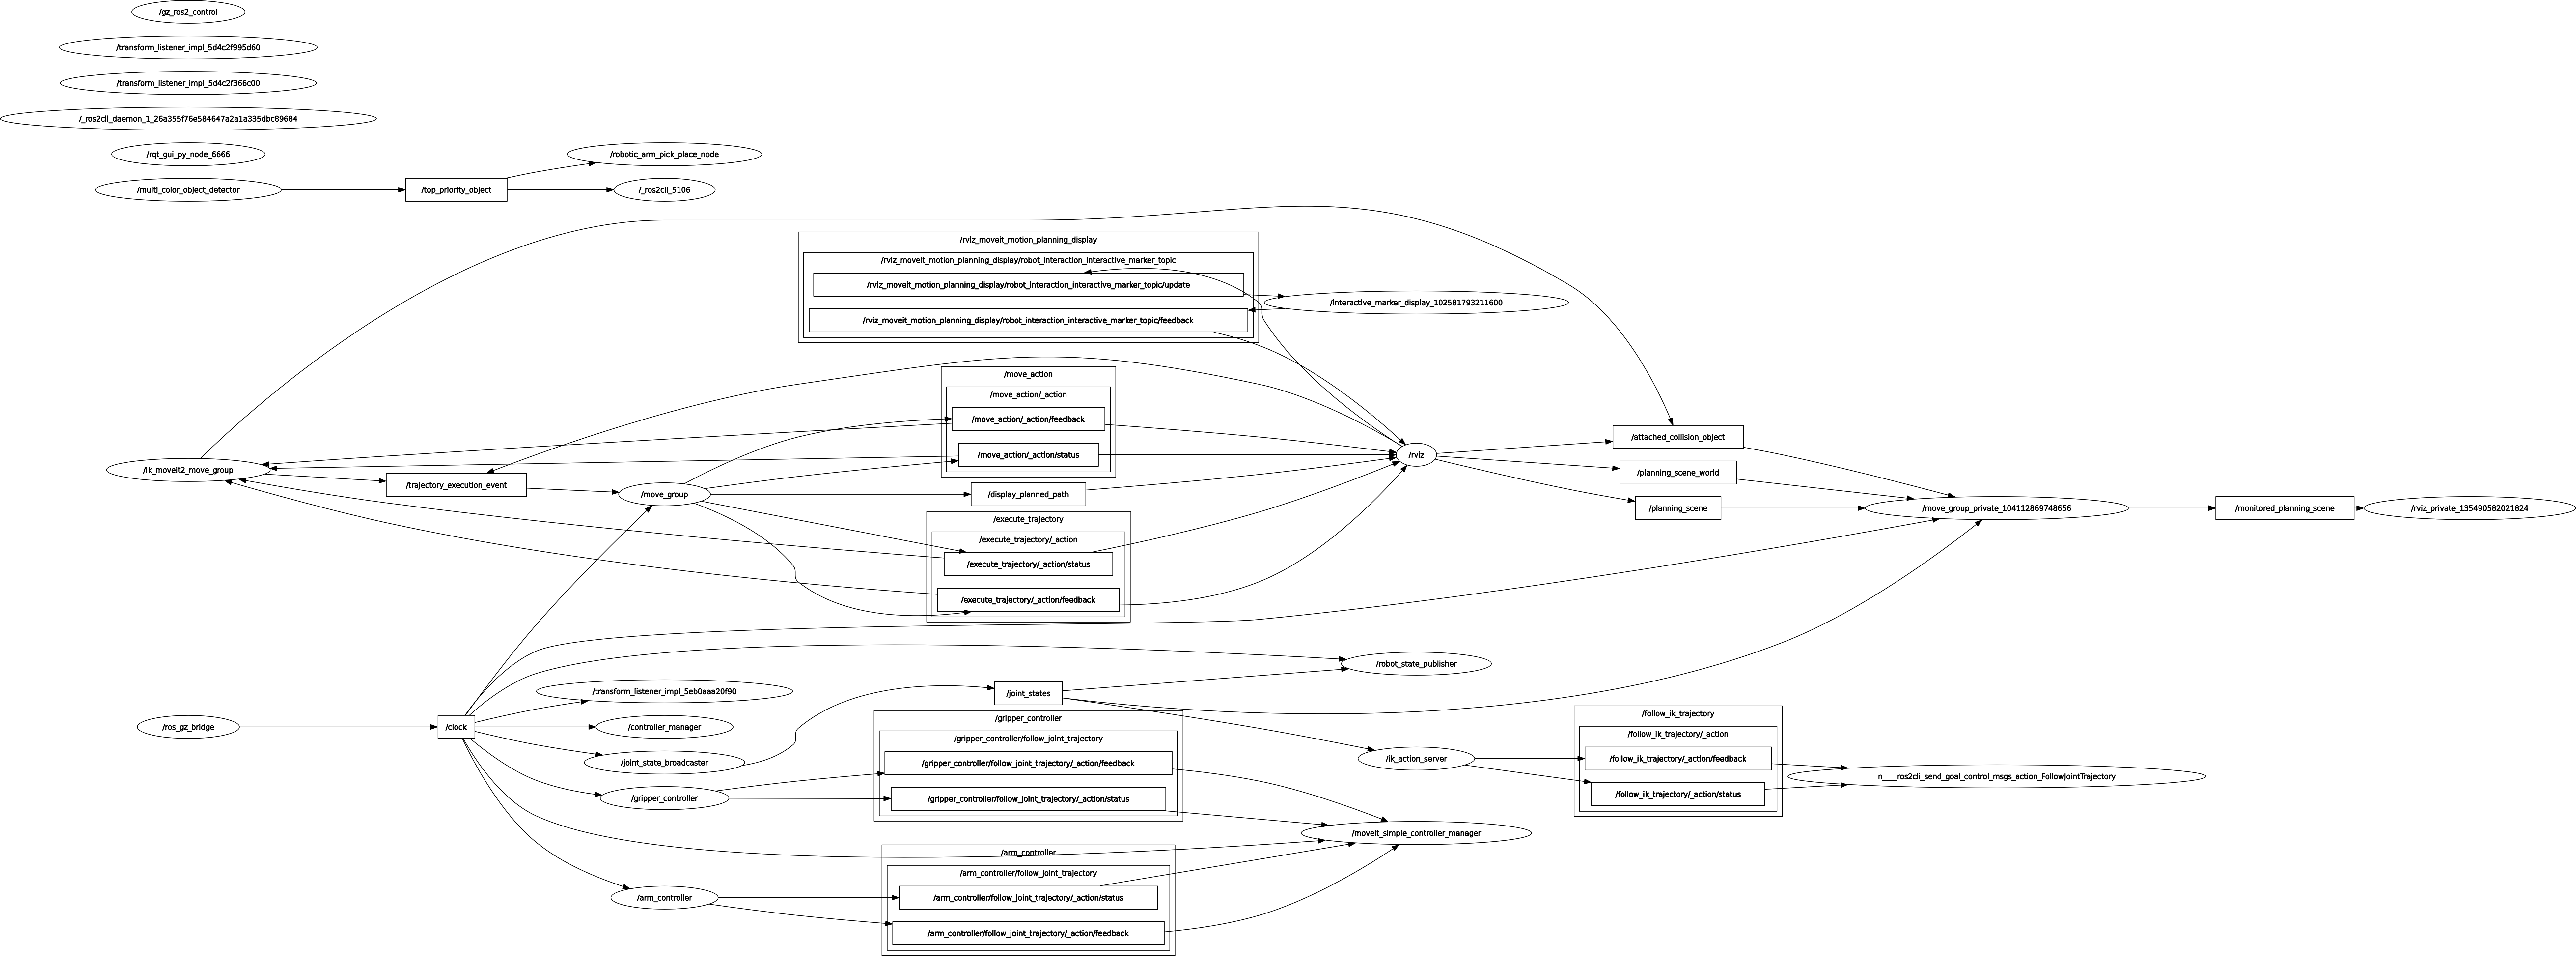 /gz_ros2_control
/transform_listener_impl_5d4c2f995d60
/transform_listener_impl_5d4c2f366c00
/_ros2cli_daemon_1_26a355f76e584647a2a1a335dbc89684
/rqt_gui_py_node_6666
/robotic_arm_pick_place_node
/multi_color_object_detector
/top_priority_object
/_ros2cli_5106
/rviz_moveit_motion_planning_display
/rviz_moveit_motion_planning_display/robot_interaction_interactive_marker_topic
/rviz_moveit_motion_planning_display/robot_interaction_interactive_marker_topic/update
/interactive_marker_display_102581793211600
/rviz_moveit_motion_planning_display/robot_interaction_interactive_marker_topic/feedback
/move_action
/move_action/_action
/move_action/_action/feedback
/move_action/_action/status
/rviz
/attached_collision_object
/planning_scene_world
/planning_scene
/ik_moveit2_move_group
/trajectory_execution_event
/move_group
/display_planned_path
/move_group_private_104112869748656
/monitored_planning_scene
/rviz_private_135490582021824
/execute_trajectory
/execute_trajectory/_action
/execute_trajectory/_action/status
/execute_trajectory/_action/feedback
/robot_state_publisher
/transform_listener_impl_5eb0aaa20f90
/joint_states
/ros_gz_bridge
/clock
/controller_manager
/joint_state_broadcaster
/gripper_controller
/gripper_controller
/gripper_controller/follow_joint_trajectory
/gripper_controller/follow_joint_trajectory/_action/feedback
/gripper_controller/follow_joint_trajectory/_action/status
/ik_action_server
/follow_ik_trajectory
/follow_ik_trajectory/_action
/follow_ik_trajectory/_action/feedback
/follow_ik_trajectory/_action/status
n___ros2cli_send_goal_control_msgs_action_FollowJointTrajectory
/moveit_simple_controller_manager
/arm_controller
/arm_controller
/arm_controller/follow_joint_trajectory
/arm_controller/follow_joint_trajectory/_action/status
/arm_controller/follow_joint_trajectory/_action/feedback